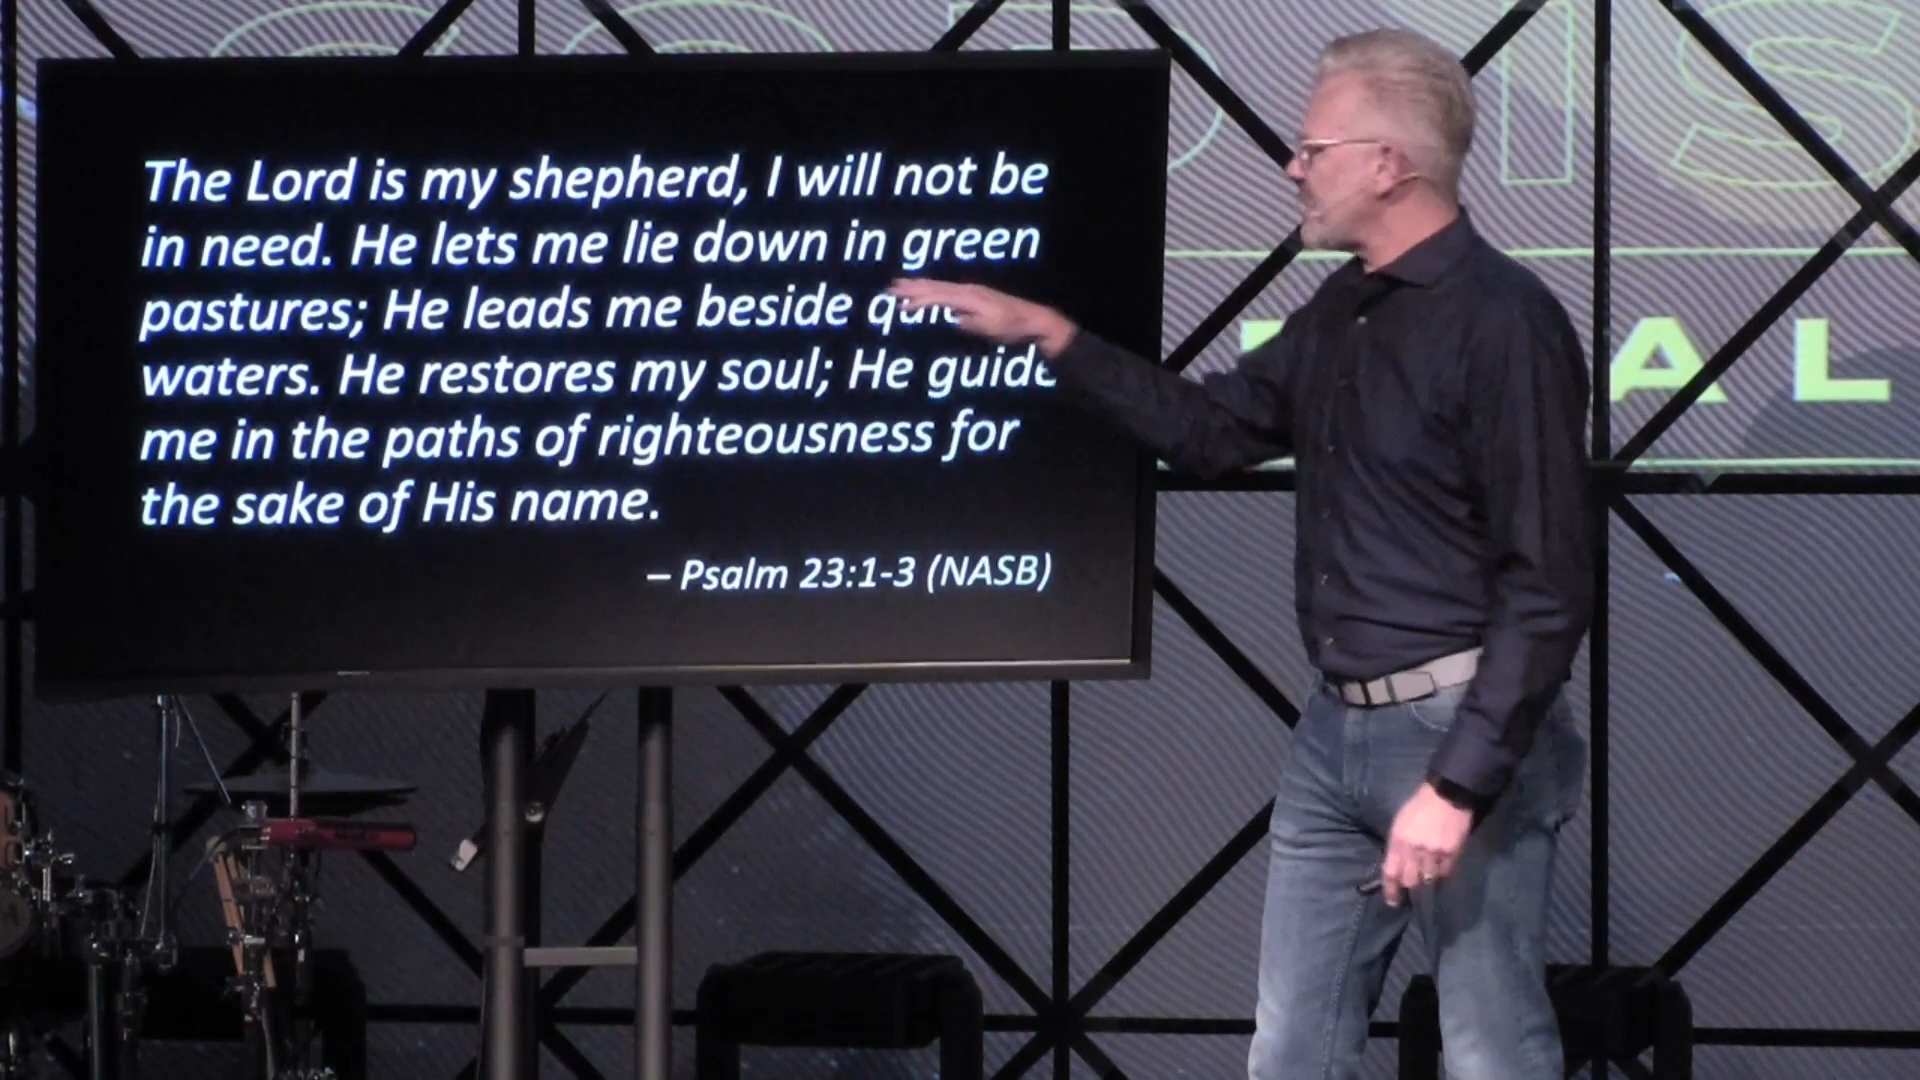 The Lord is my shepherd, I will not be
in need. He lets me lie down in green
pastures; He leads me beside
waters. He restores my soul; He
me in the paths of righteousness for
the sake of His name.
– Psalm 23:1-3 (NASB)